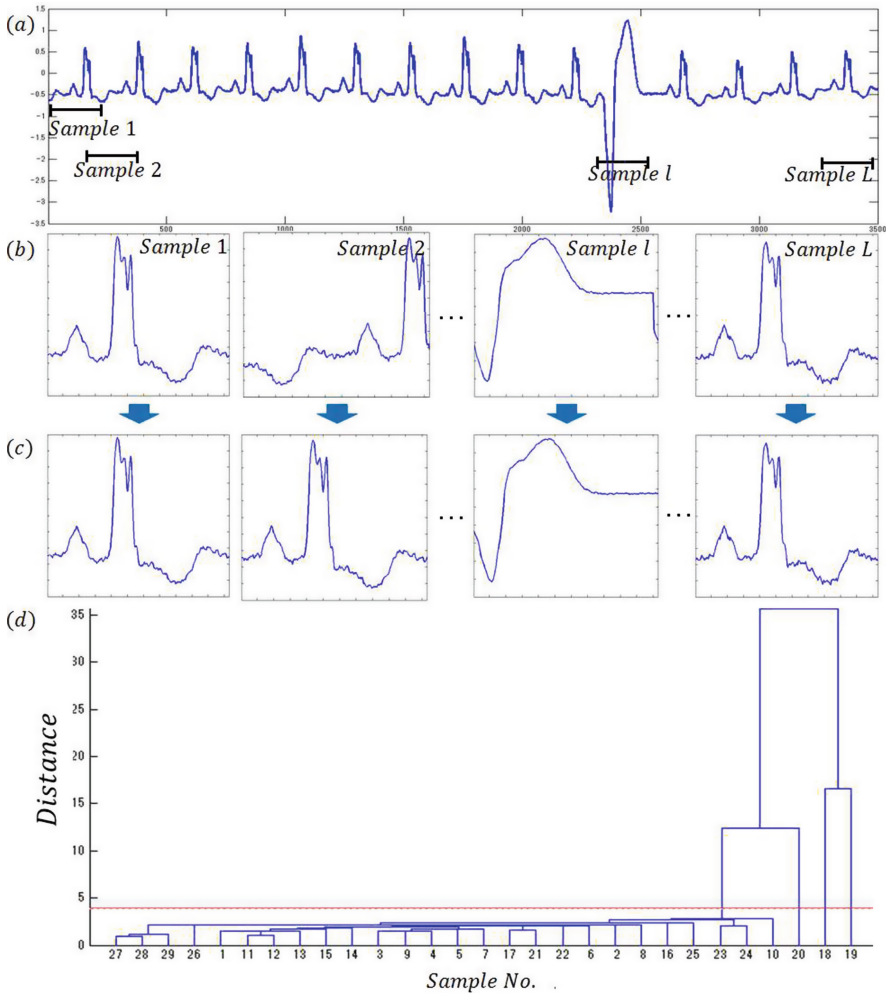 (a)
1.5
1
0.5
0
-0.5
-1
-1.5
-2
-2.5
-3
-3.5
Sample 1
Sample 2
Sample l
Sample L
500
1000
1500
2000
2500
3000
3500
(b)
Sample 1
Sample 2
Sample l
Sample L
...
...
(c)
...
...
(d)
35
30
25
20
15
10
5
0
Distance
27 28 29 26 1 11 12 13 15 14 3 9 4 5 7 17 21 22 6 2 8 16 25 23 24 10 20 18 19
Sample No.